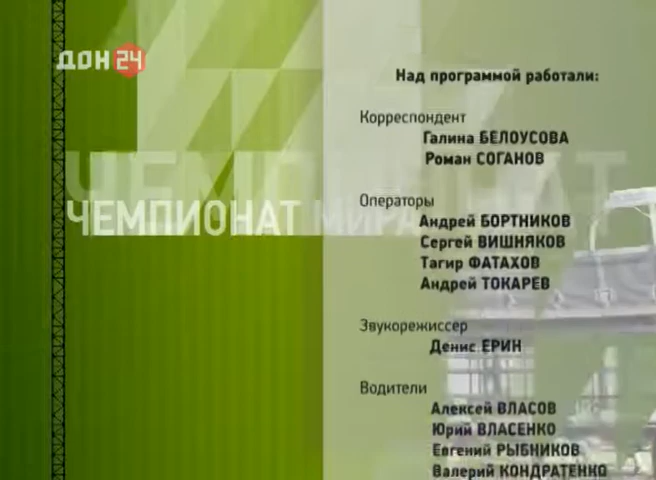 ДОН 24
Над программой работали:
Корреспондент
Галина БЕЛОУСОВА
Роман СОГАНОВ
ЧЕМПИОНАТ
Операторы
ЧЕМПИОНАТ МИРА
Андрей БОРТНИКОВ
Сергей ВИШНЯКОВ
Тагир ФАТАХОВ
Андрей ТОКАРЕВ
Звукорежиссер
Денис ЕРИН
Водители
Алексей ВЛАСОВ
Юрий ВЛАСЕНКО
Евгений РЫБНИКОВ
Валерий КОНДРАТЕНКО